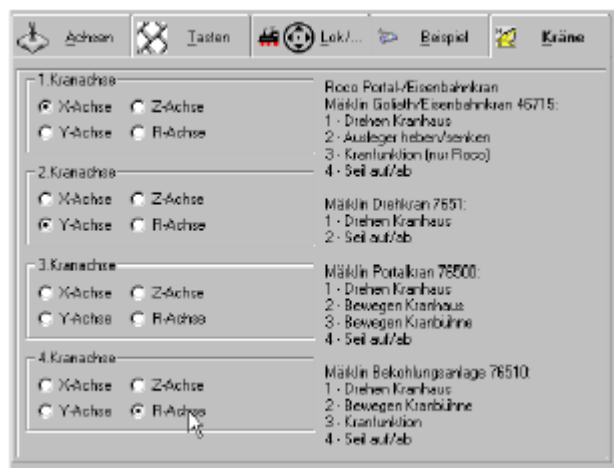 Achsen
Tasten
Lok/...
Beispiel
Kräne
1.Kranachse
X-Achse
Z-Achse
Y-Achse
R-Achse
2.Kranachse
X-Achse
Z-Achse
Y-Achse
R-Achse
3.Kranachse
X-Achse
Z-Achse
Y-Achse
R-Achse
4.Kranachse
X-Achse
Z-Achse
Y-Achse
R-Achse
Roco Portal-/Eisenbahnkran
Märklin Goliath/Eisenbahnkran 46715:
1 - Drehen Kranhaus
2 - Ausleger heben/senken
3 - Kranfunktion (nur Roco)
4 - Seil auf/ab
Märklin Drehkran 7651:
1 - Drehen Kranhaus
2 - Seil auf/ab
Märklin Portalkran 76500:
1 - Drehen Kranhaus
2 - Bewegen Kranhaus
3 - Bewegen Kranbühne
4 - Seil auf/ab
Märklin Bekohlungsanlage 76510:
1 - Drehen Kranhaus
2 - Bewegen Kranbühne
3 - Kranfunktion
4 - Seil auf/ab